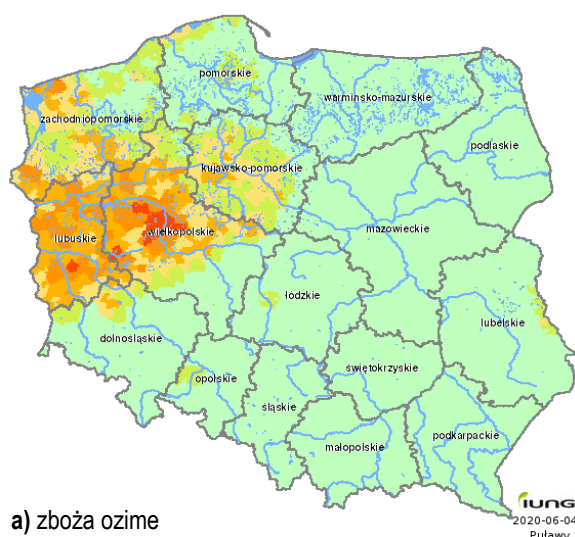 pomorskie
warminsko-mazurskie
zachodniopomorskie
podlaskie
kujawsko-pomorskie
mazowieckie
wielkopolskie
lubuskie
łódzkie
lubelskie
dolnośląskie
świętokrzyskie
opolskie
śląskie
podkarpackie
małopolskie
IUNG
2020-06-04
Puławy
a) zboża ozime